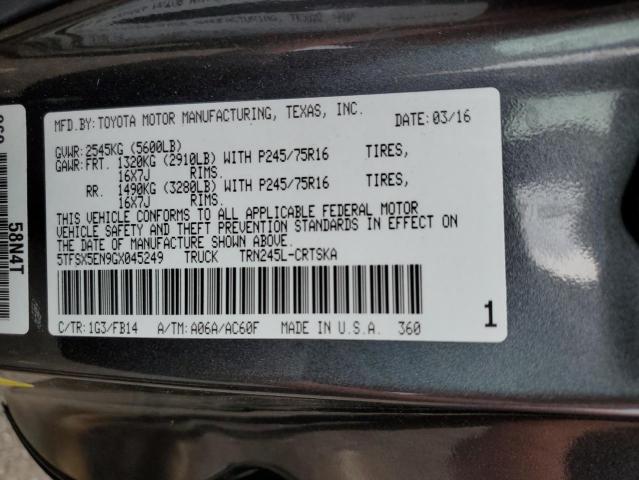 MFD.BY: TOYOTA MOTOR MANUFACTURING, TEXAS, INC.
DATE: 03/16
GVWR: 2545KG (5600LB)
GAWR: FRT. 1320KG (2910LB) WITH P245/75R16 TIRES,
16X7J RIMS.
RR. 1490KG (3280LB) WITH P245/75R16 TIRES,
16X7J RIMS.
THIS VEHICLE CONFORMS TO ALL APPLICABLE FEDERAL MOTOR
VEHICLE SAFETY AND THEFT PREVENTION STANDARDS IN EFFECT ON
THE DATE OF MANUFACTURE SHOWN ABOVE.
5TFSX5EN9GX045249 TRUCK TRN245L-CRTSKA
C/TR: 1G3/FB14 A/TM: A06A/AC60F MADE IN U.S.A. 360
1
58N4T